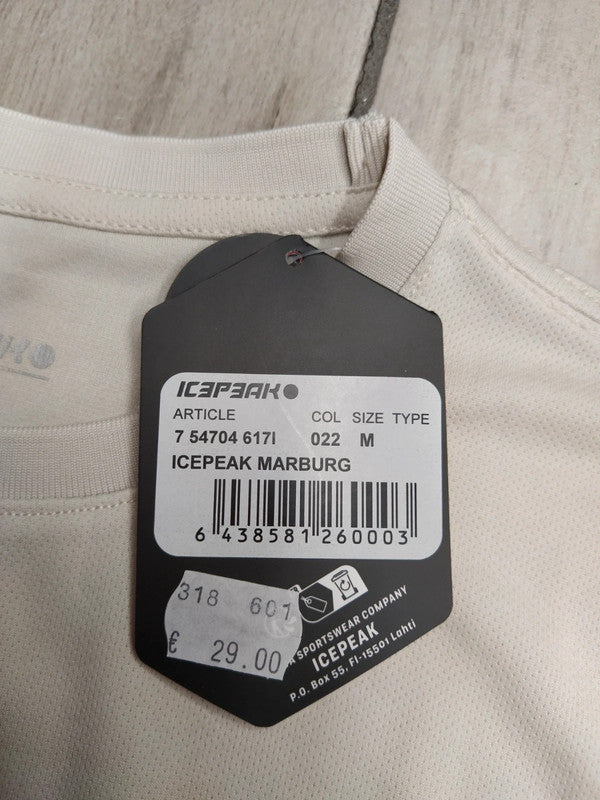 ICEPEAK
ARTICLE COL SIZE TYPE
7 54704 617I 022 M
ICEPEAK MARBURG
6 438581 260003
318 601
€ 29.00
A SPORTSWEAR COMPANY
ICEPEAK
P.O. Box 55, FI-15501 Lahti